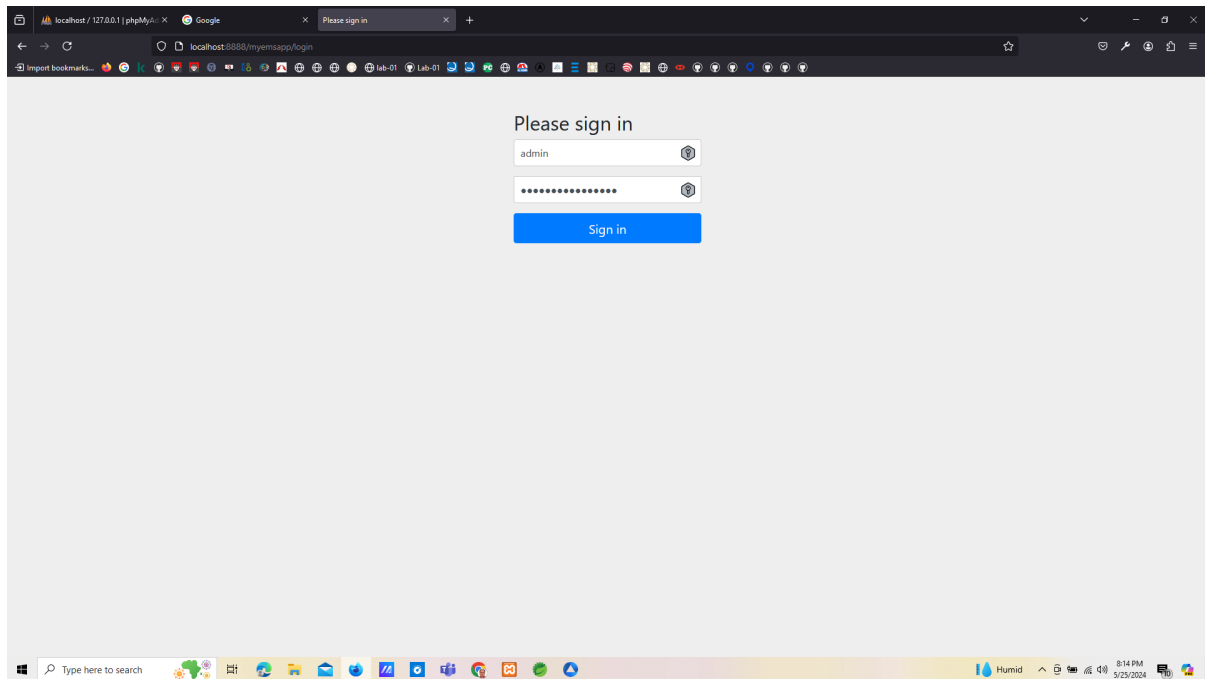 localhost / 127.0.0.1 | phpMyAd
Google
Please sign in
localhost:8888/myemsapp/login
Import bookmarks...
lab-01
Lab-01
Please sign in
admin
••••••••••••••••
Sign in
Type here to search
Humid
8:14 PM
5/25/2024